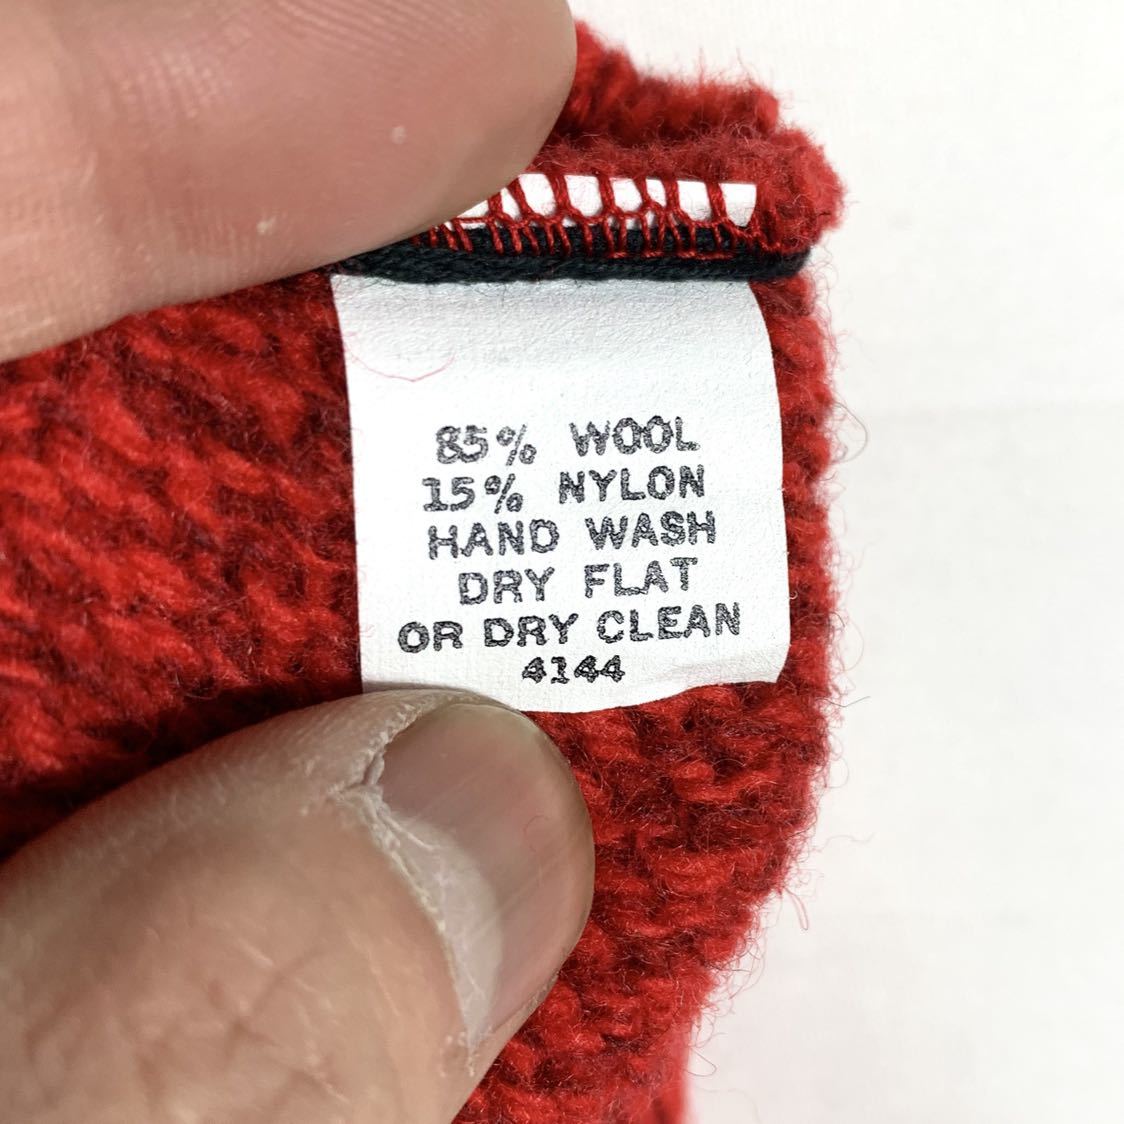 85% WOOL
15% NYLON
HAND WASH
DRY FLAT
OR DRY CLEAN
4144